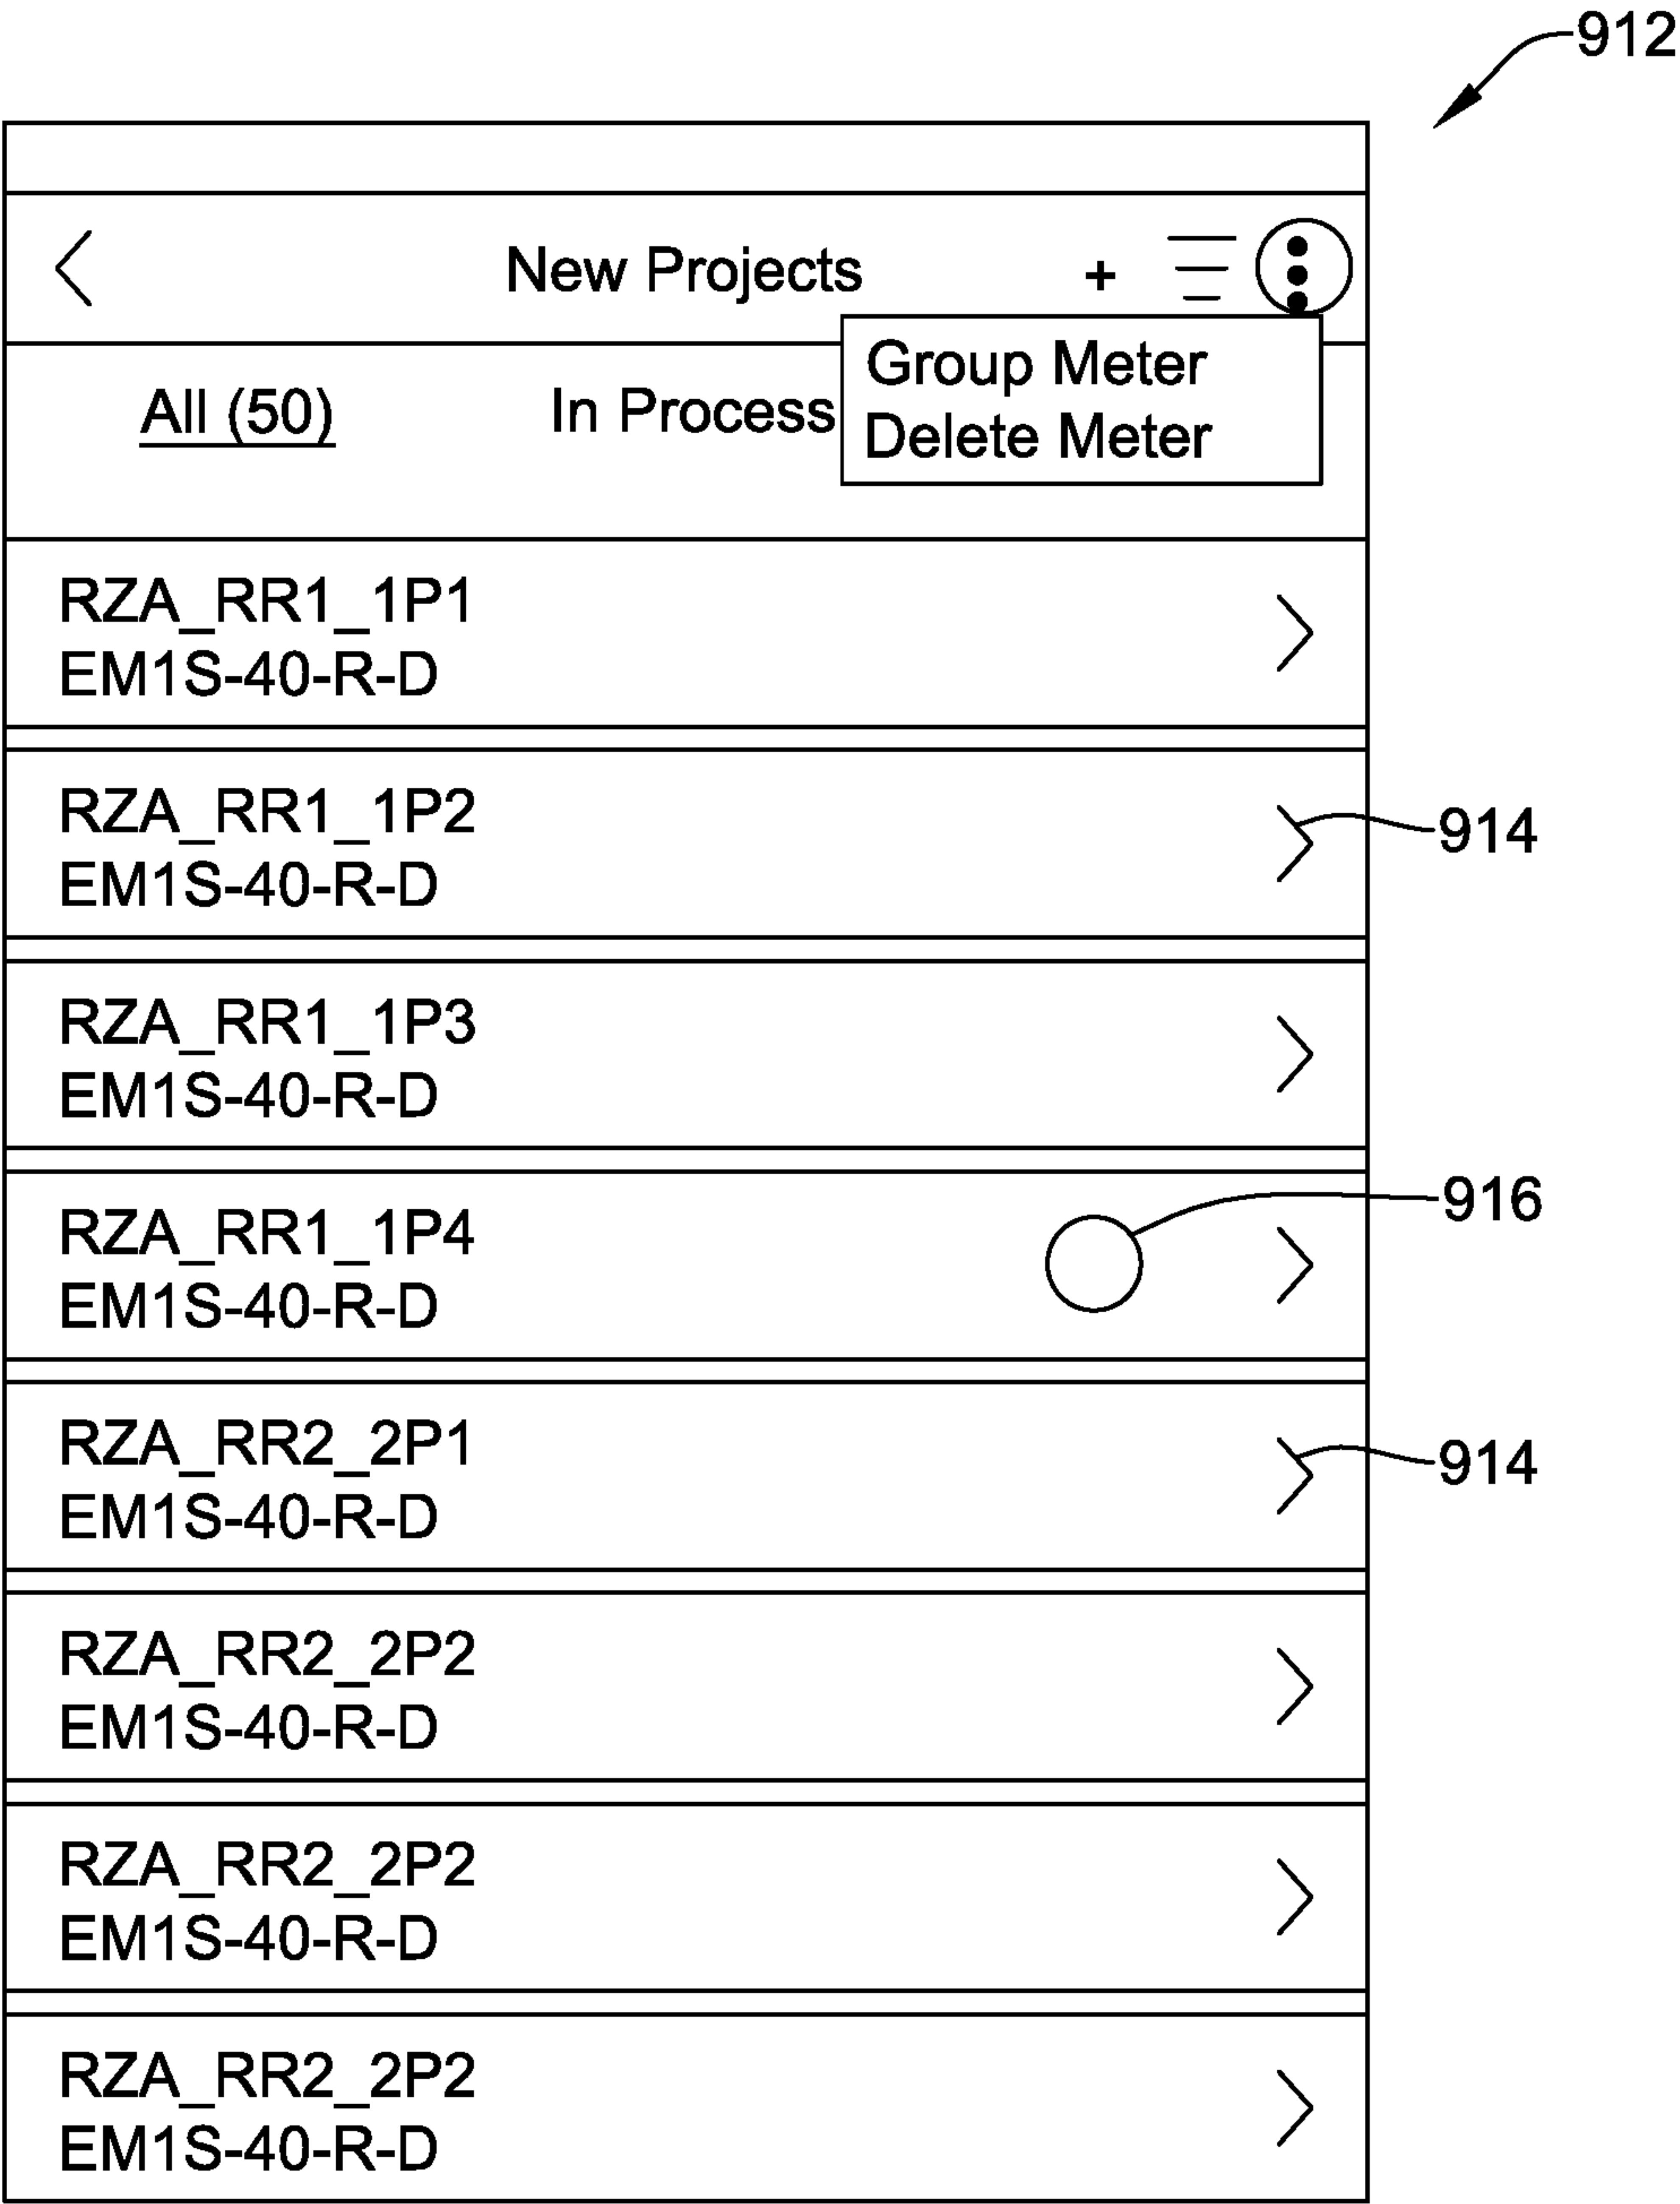 912
New Projects +
Group Meter
Delete Meter
All (50) In Process
RZA_RR1_1P1
EM1S-40-R-D
RZA_RR1_1P2
EM1S-40-R-D
914
RZA_RR1_1P3
EM1S-40-R-D
RZA_RR1_1P4
EM1S-40-R-D
916
RZA_RR2_2P1
EM1S-40-R-D
914
RZA_RR2_2P2
EM1S-40-R-D
RZA_RR2_2P2
EM1S-40-R-D
RZA_RR2_2P2
EM1S-40-R-D